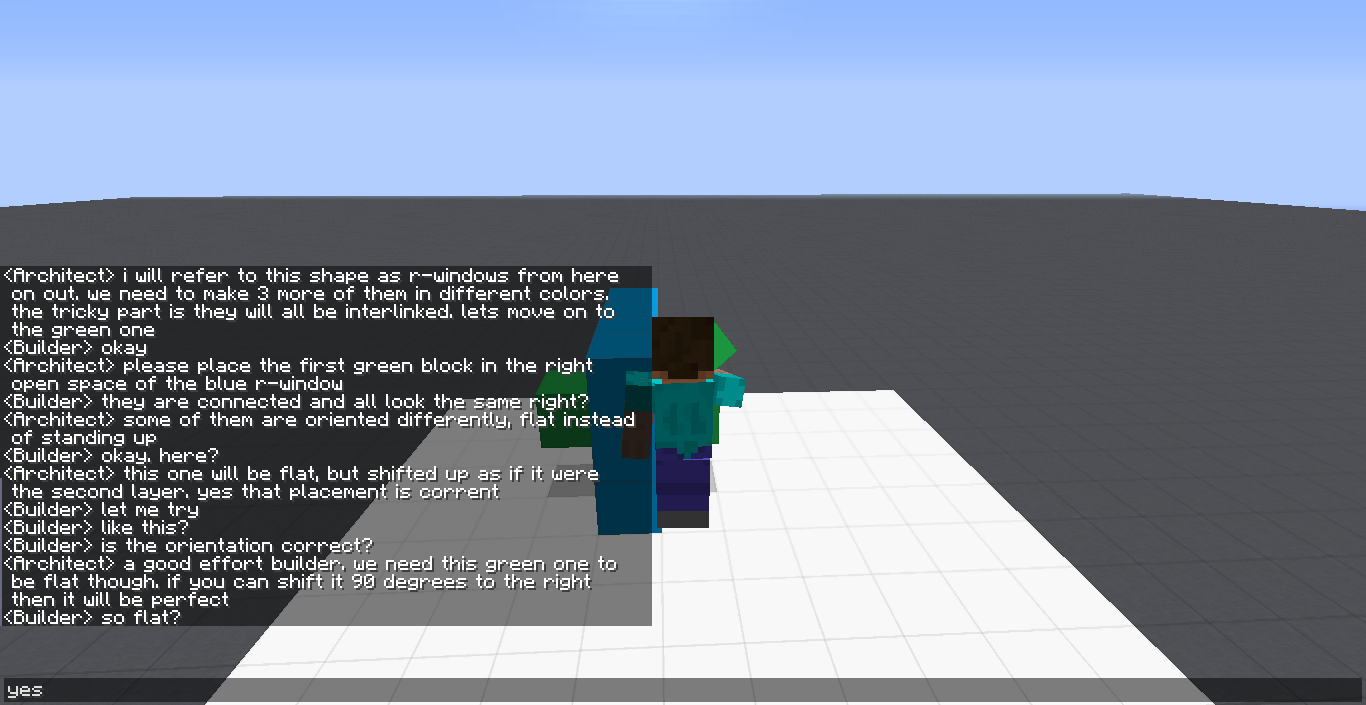 <Architect> i will refer to this shape as r-windows from here
on out. we need to make 3 more of them in different colors.
the tricky part is they will all be interlinked. lets move on to
the green one
<Builder> okay
<Architect> please place the first green block in the right
open space of the blue r-window
<Builder> they are connected and all look the same right?
<Architect> some of them are oriented differently, flat instead
of standing up
<Builder> okay. here?
<Architect> this one will be flat, but shifted up as if it were
the second layer. yes that placement is corrent
<Builder> let me try
<Builder> like this?
<Builder> is the orientation correct?
<Architect> a good effort builder. we need this green one to
be flat though. if you can shift it 90 degrees to the right
then it will be perfect
<Builder> so flat?
yes